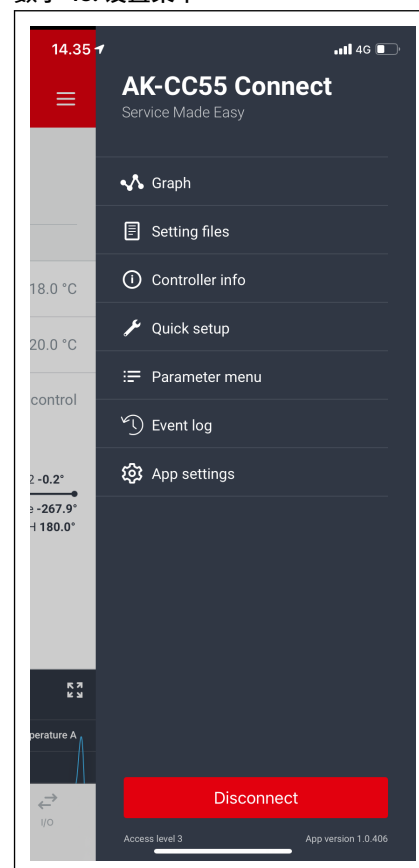 14.35
4G
AK-CC55 Connect
Service Made Easy
Graph
Setting files
Controller info
Quick setup
Parameter menu
Event log
App settings
Disconnect
Access level 3
App version 1.0.406
18.0 °C
20.0 °C
control
2 -0.2°
e -267.9°
H 180.0°
perature A
I/O